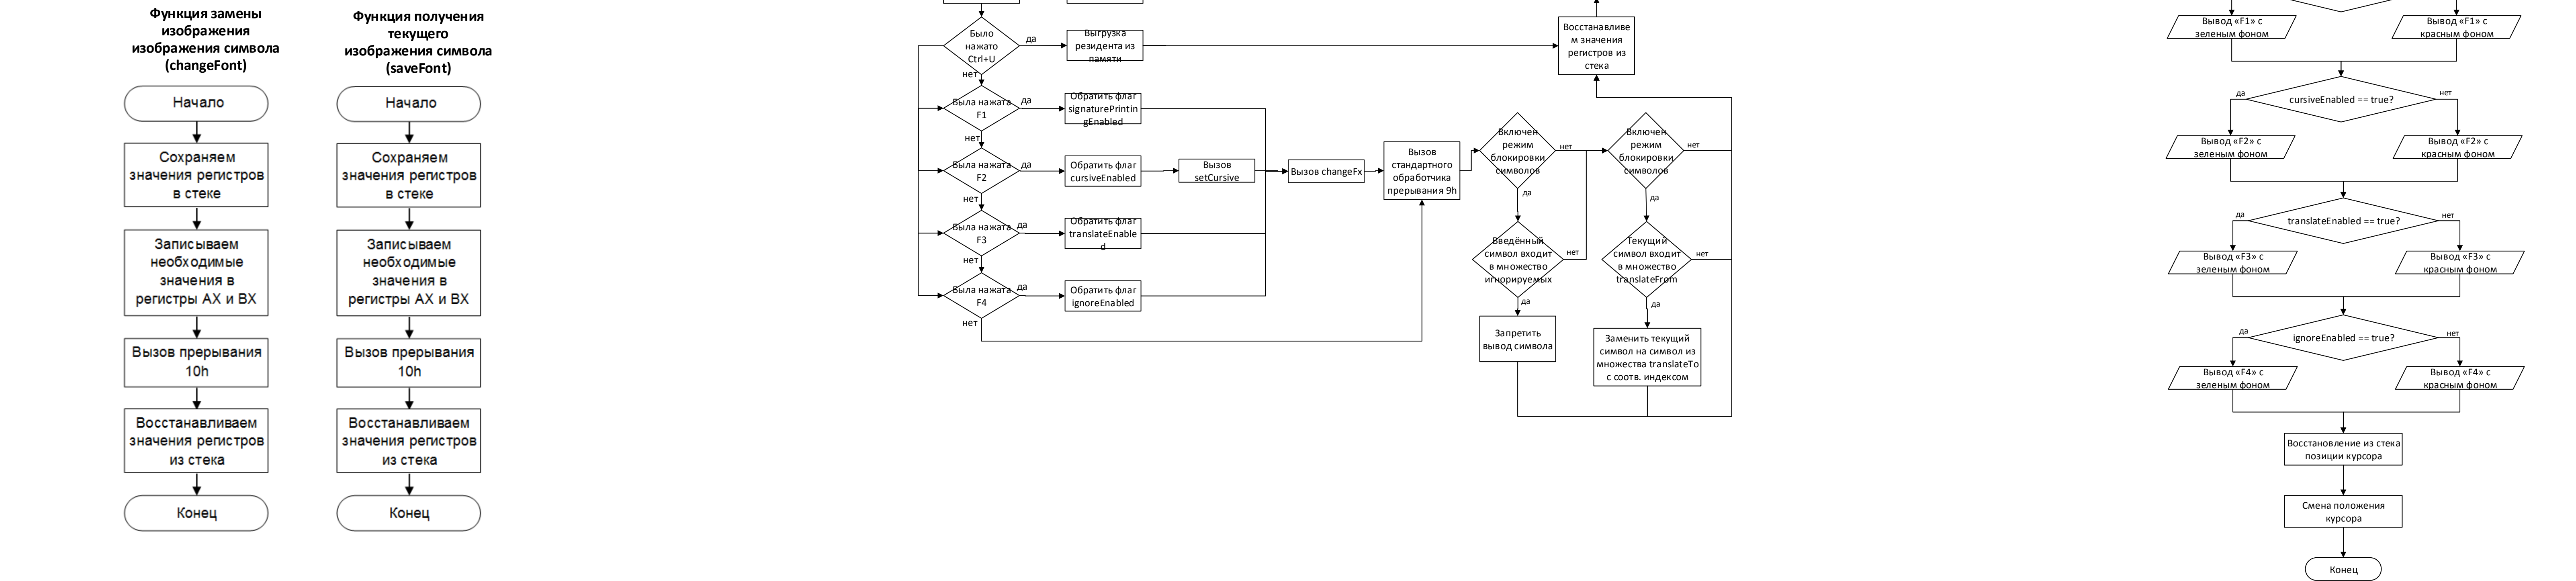 Функция замены
изображения
изображения символа
(changeFont)
Начало
Сохраняем
значения регистров
в стеке
Записываем
необходимые
значения в
регистры AX и BX
Вызов прерывания
10h
Восстанавливаем
значения регистров
из стека
Конец
Функция получения
текущего
изображения символа
(saveFont)
Начало
Сохраняем
значения регистров
в стеке
Записываем
необходимые
значения в
регистры AX и BX
Вызов прерывания
10h
Восстанавливаем
значения регистров
из стека
Конец
Было
нажато
Ctrl+U
да
нет
Выгрузка
резидента из
памяти
Восстанавливае
м значения
регистров из
стека
Была нажата
F1
да
нет
Обратить флаг
signaturePrintin
gEnabled
Была нажата
F2
да
нет
Обратить флаг
cursiveEnabled
Вызов
setCursive
Вызов changeFx
Вызов
стандартного
обработчика
прерывания 9h
Была нажата
F3
да
нет
Обратить флаг
translateEnable
d
Была нажата
F4
да
нет
Обратить флаг
ignoreEnabled
Включен
режим
блокировки
символов
нет
да
Введённый
символ входит
в множество
игнорируемых
нет
да
Запретить
вывод символа
Включен
режим
блокировки
символов
нет
да
Текущий
символ входит
в множество
translateFrom
нет
да
Заменить текущий
символ на символ из
множества translateTo
с соотв. индексом
Вывод «F1» с
зеленым фоном
Вывод «F1» с
красным фоном
да
cursiveEnabled == true?
нет
Вывод «F2» с
зеленым фоном
Вывод «F2» с
красным фоном
да
translateEnabled == true?
нет
Вывод «F3» с
зеленым фоном
Вывод «F3» с
красным фоном
да
ignoreEnabled == true?
нет
Вывод «F4» с
зеленым фоном
Вывод «F4» с
красным фоном
Восстановление из стека
позиции курсора
Смена положения
курсора
Конец